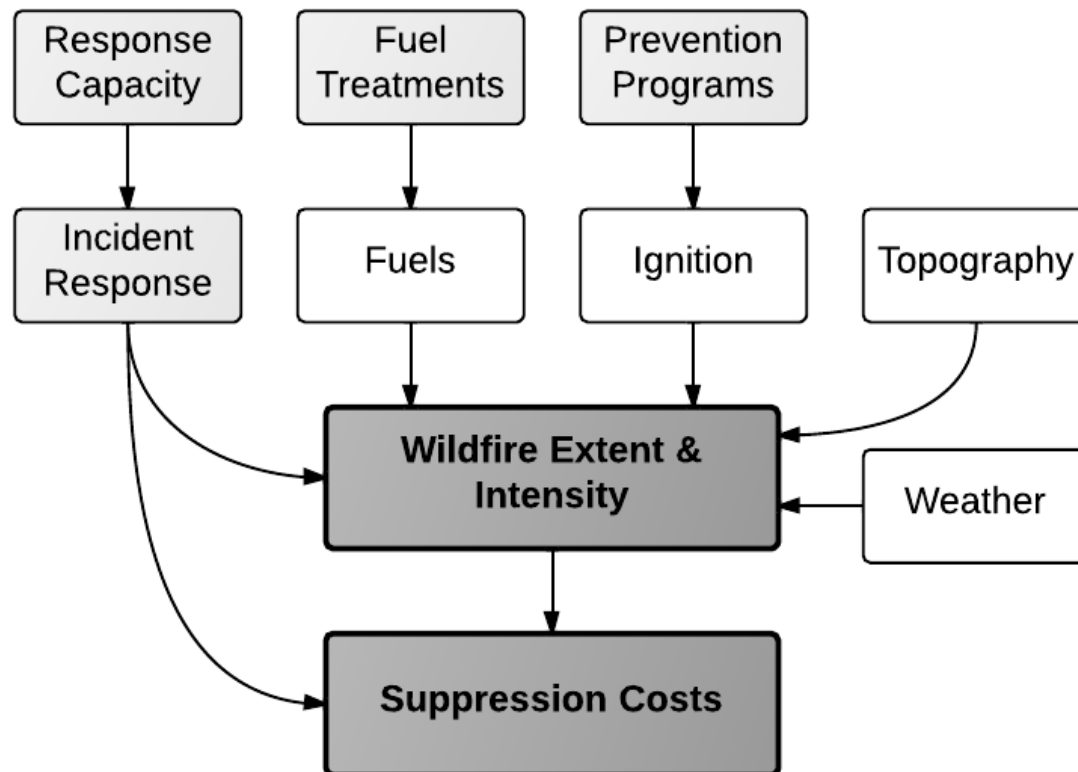 Response
Capacity
Fuel
Treatments
Prevention
Programs
Incident
Response
Fuels
Ignition
Topography
Wildfire Extent &
Intensity
Weather
Suppression Costs